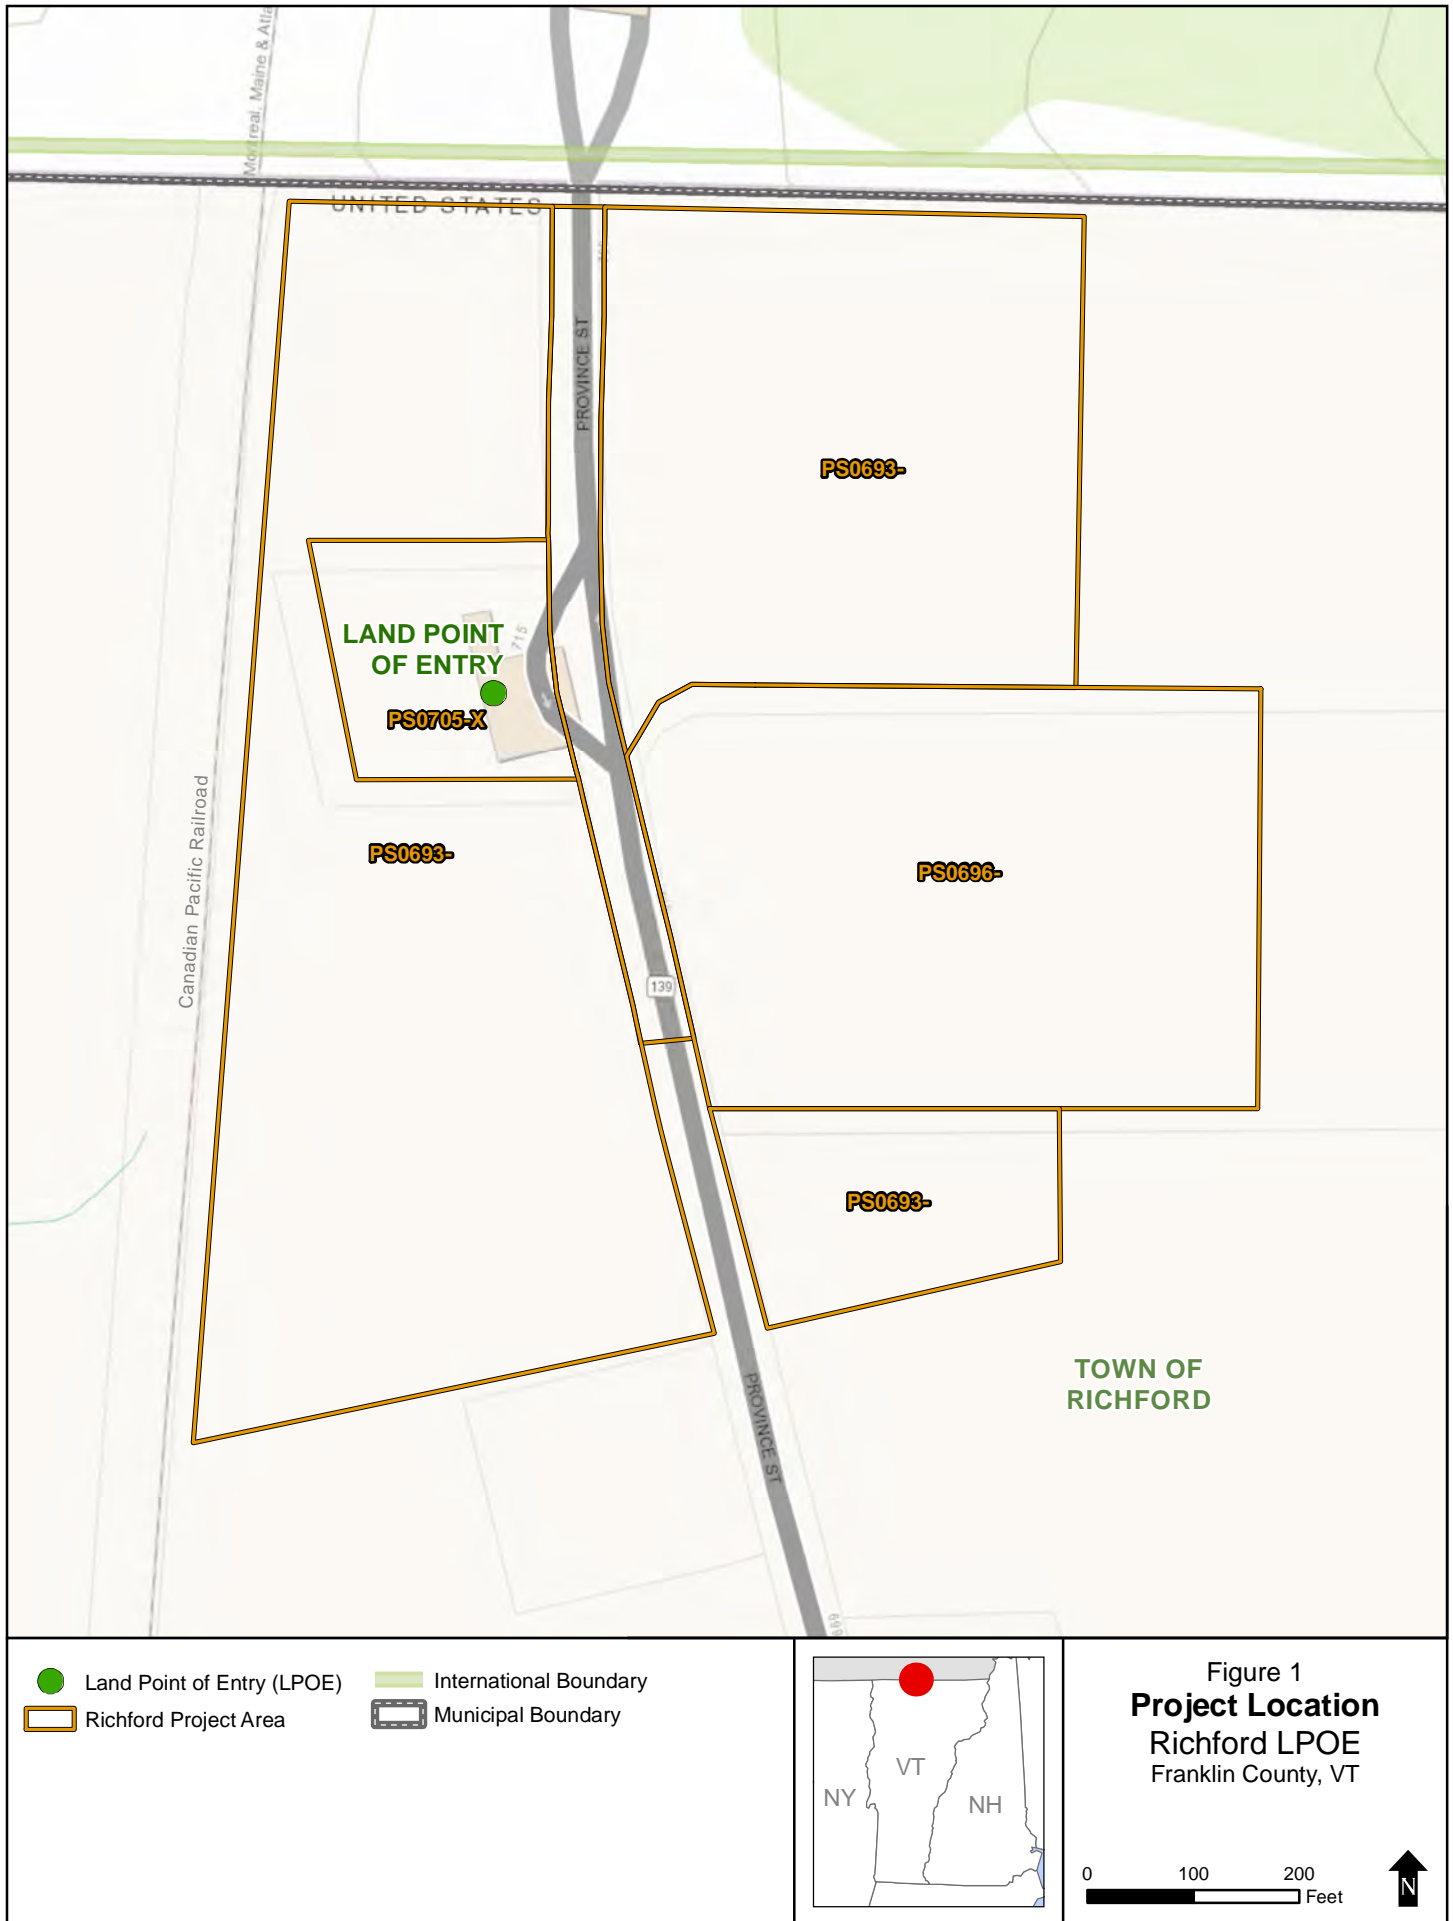 Montreal, Maine & Atla
UNITED STATES
PROVINCE ST
PS0693-
LAND POINT
OF ENTRY
715
PS0705-X
Canadian Pacific Railroad
PS0693-
PS0696-
139
PS0693-
TOWN OF
RICHFORD
PROVINCE ST
669
Land Point of Entry (LPOE)
Richford Project Area
International Boundary
Municipal Boundary
NY
VT
NH
Figure 1
Project Location
Richford LPOE
Franklin County, VT
0 100 200
Feet
N